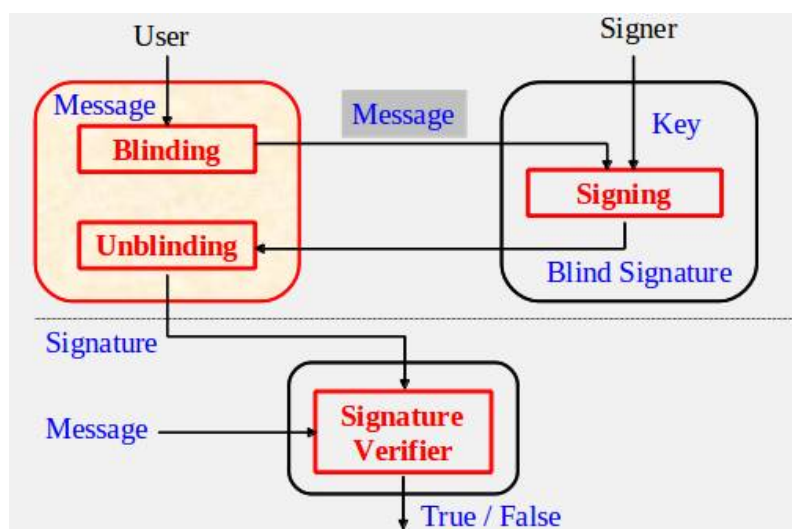 User
Signer
Message
Message
Key
Blinding
Signing
Unblinding
Blind Signature
Signature
Signature
Verifier
Message
True / False